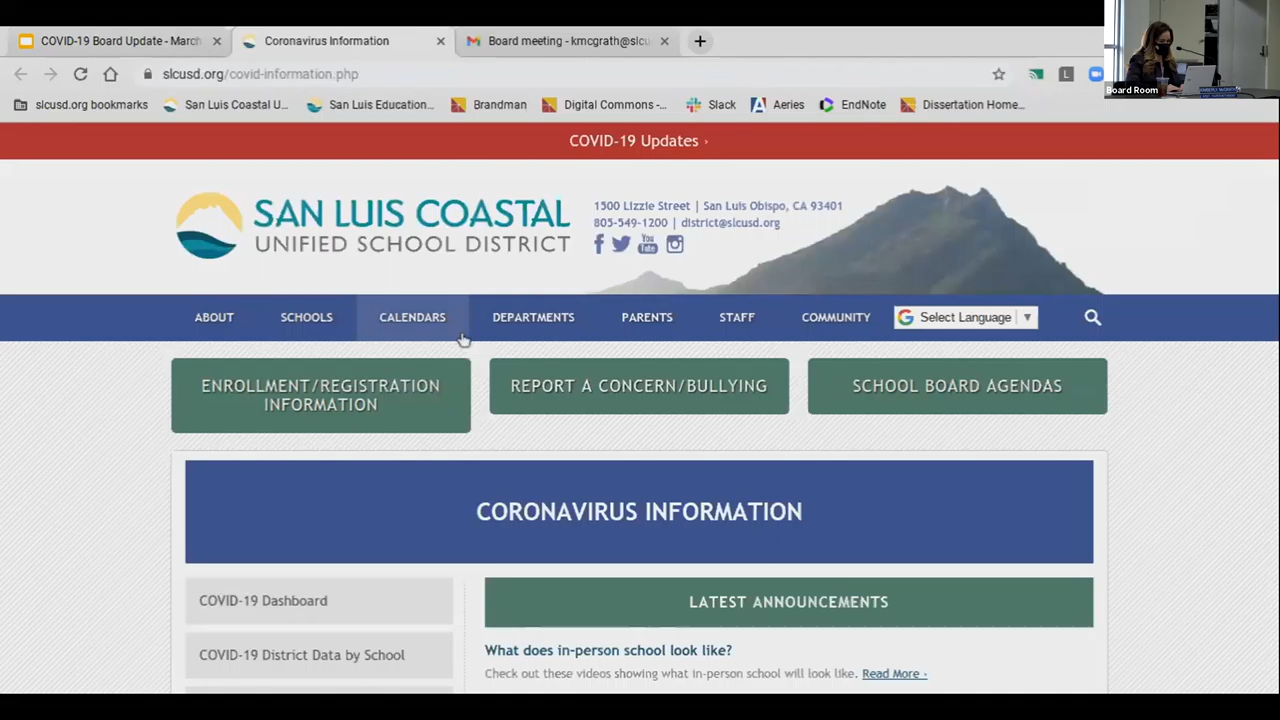 COVID-19 Board Update - March
Coronavirus Information
Board meeting - kmcgrath@slcu
slcusd.org/covid-information.php
slcusd.org bookmarks
San Luis Coastal U...
San Luis Education...
Brandman
Digital Commons -...
Slack
Aeries
EndNote
Dissertation Home...
Board Room
COVID-19 Updates ›
SAN LUIS COASTAL
UNIFIED SCHOOL DISTRICT
1500 Lizzie Street | San Luis Obispo, CA 93401
805-549-1200 | district@slcusd.org
You
Tube
ABOUT
SCHOOLS
CALENDARS
DEPARTMENTS
PARENTS
STAFF
COMMUNITY
Select Language
ENROLLMENT/REGISTRATION
INFORMATION
REPORT A CONCERN/BULLYING
SCHOOL BOARD AGENDAS
CORONAVIRUS INFORMATION
COVID-19 Dashboard
COVID-19 District Data by School
LATEST ANNOUNCEMENTS
What does in-person school look like?
Check out these videos showing what in-person school will look like. Read More ›